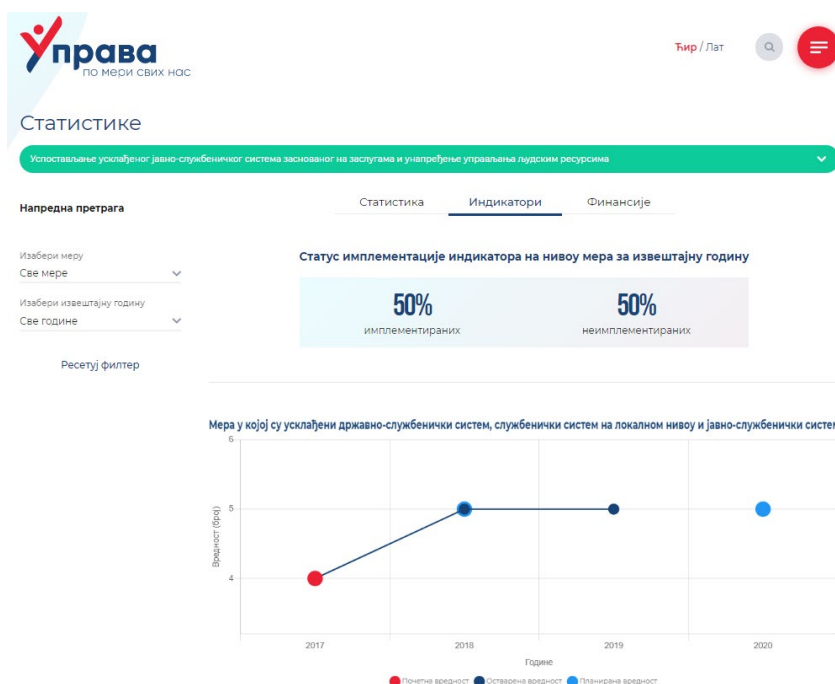 Управа
ПО МЕРИ СВИХ НАС
Ћир / Лат
Статистике
Успостављање усклађеног јавно-службеничког система заснованог на заслугама и унапређење управљања људским ресурсима
Напредна претрага
Статистика Индикатори Финансије
Изабери меру
Све мере
Изабери извештајну годину
Све године
Ресетуј филтер
Статус имплементације индикатора на нивоу мера за извештајну годину
50% 50%
имплементираних неимплементираних
Мера у којој су усклађени државно-службенички систем, службенички систем на локалном нивоу и јавно-службенички систем
6
5
4
Вредност (број)
2017 2018 2019 2020
Године
Почетна вредност Остварена вредност Планирана вредност